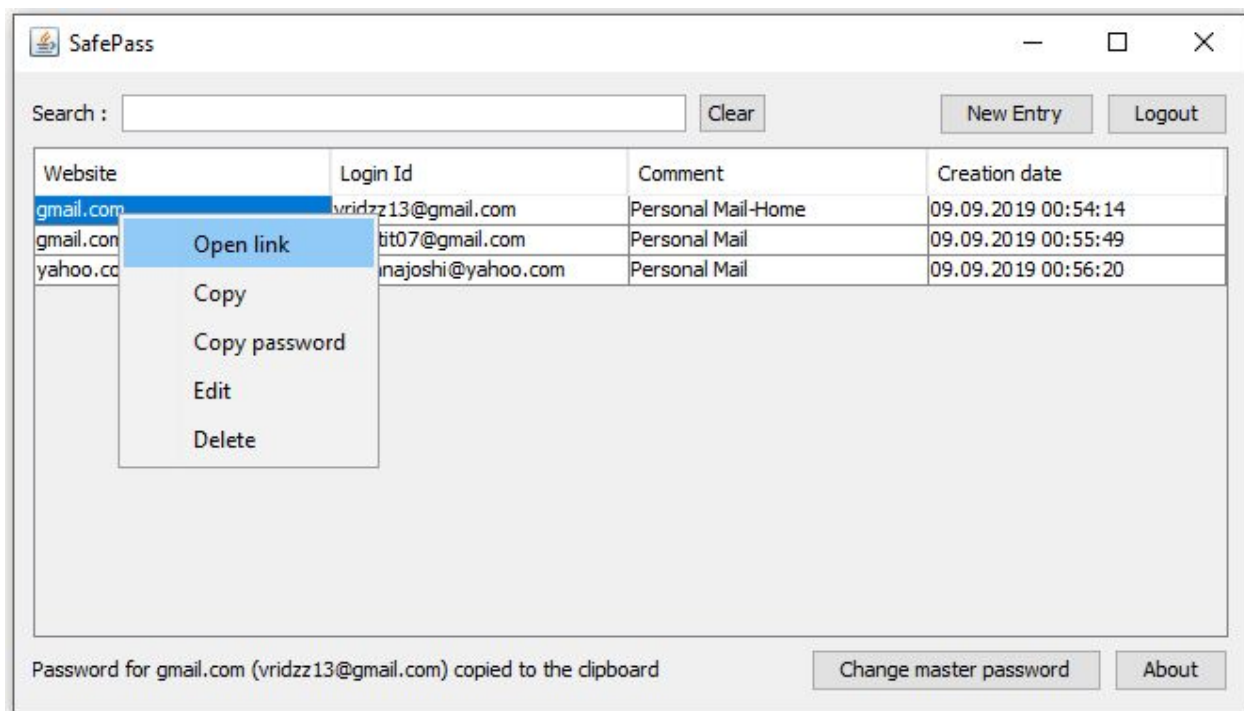 SafePass
Search : Clear New Entry Logout
Website Login Id Comment Creation date
gmail.com vridzz13@gmail.com Personal Mail-Home 09.09.2019 00:54:14
gmail.com Personal Mail 09.09.2019 00:55:49
Personal Mail 09.09.2019 00:56:20
Open link
Copy
Copy password
Edit
Delete
Password for gmail.com (vridzz13@gmail.com) copied to the clipboard Change master password About